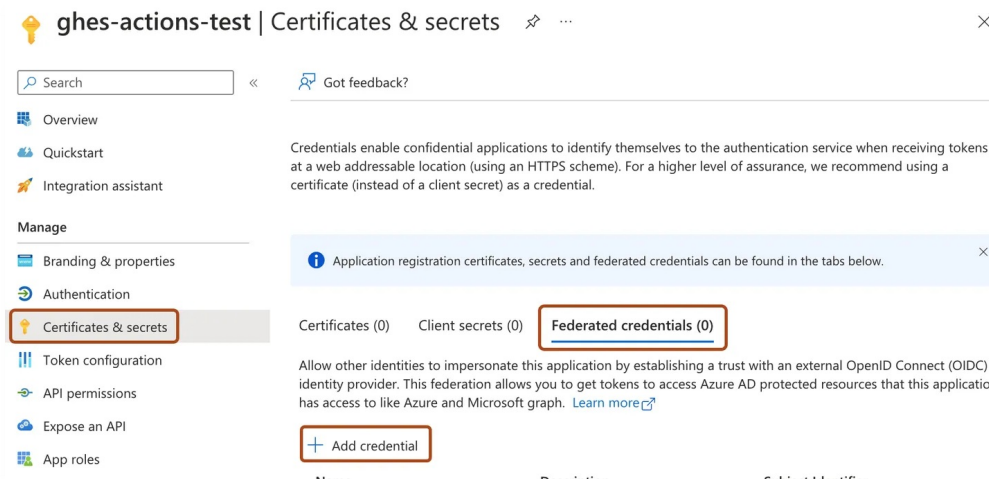 ghes-actions-test | Certificates & secrets
Search
Got feedback?
Overview
Quickstart
Integration assistant
Manage
Branding & properties
Authentication
Certificates & secrets
Token configuration
API permissions
Expose an API
App roles
Credentials enable confidential applications to identify themselves to the authentication service when receiving tokens
at a web addressable location (using an HTTPS scheme). For a higher level of assurance, we recommend using a
certificate (instead of a client secret) as a credential.
Application registration certificates, secrets and federated credentials can be found in the tabs below.
Certificates (0) Client secrets (0) Federated credentials (0)
Allow other identities to impersonate this application by establishing a trust with an external OpenID Connect (OIDC)
identity provider. This federation allows you to get tokens to access Azure AD protected resources that this applicatio
has access to like Azure and Microsoft graph. Learn more
Add credential